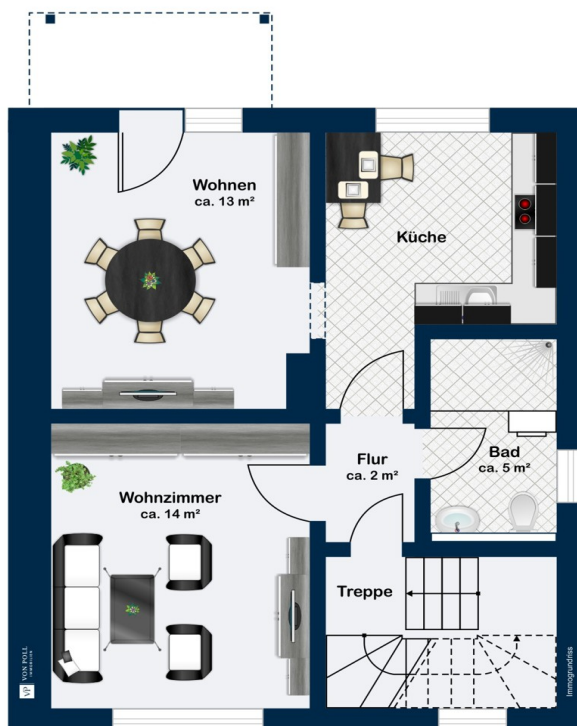 Wohnen
ca. 13 m²
Küche
Flur
ca. 2 m²
Bad
ca. 5 m²
Wohnzimmer
ca. 14 m²
Treppe
VP VON POLL
IMMOBILIEN
Immogrundriss